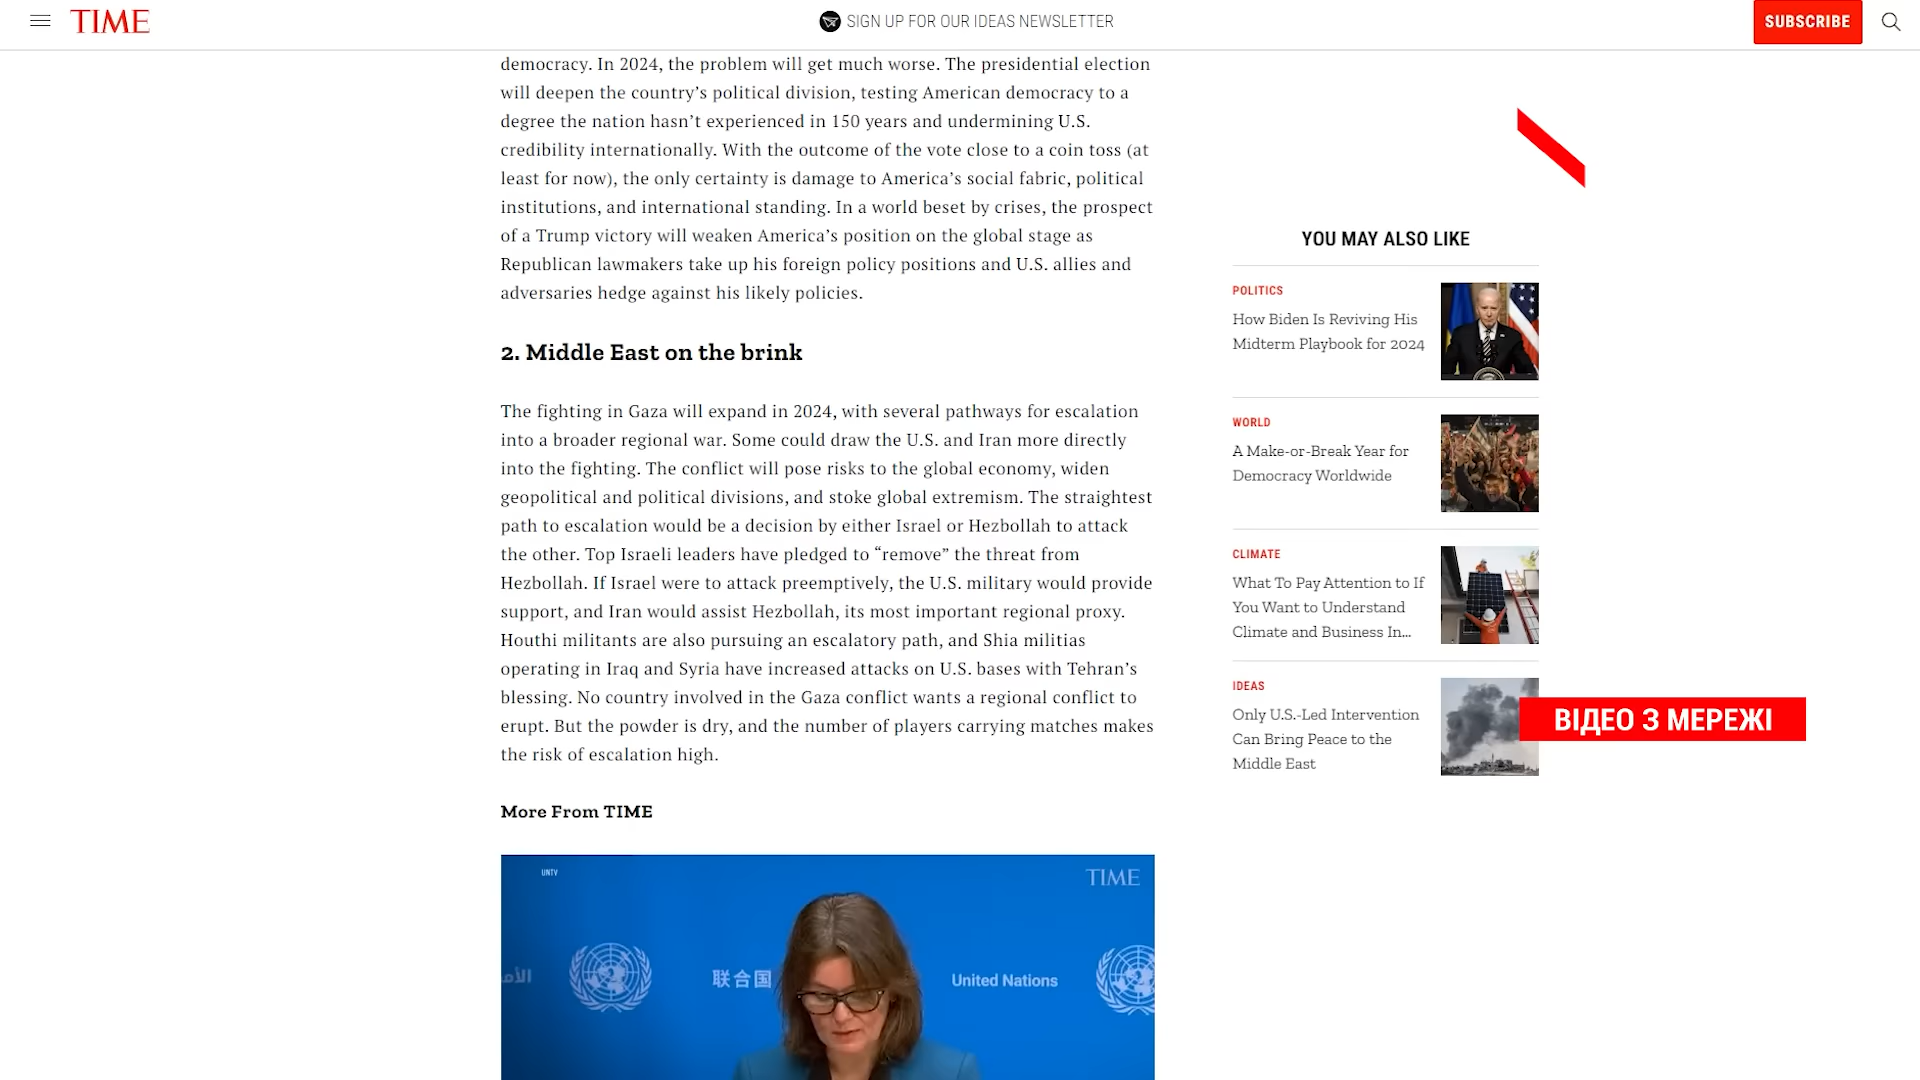 TIME
SIGN UP FOR OUR IDEAS NEWSLETTER
SUBSCRIBE
democracy. In 2024, the problem will get much worse. The presidential election
will deepen the country’s political division, testing American democracy to a
degree the nation hasn’t experienced in 150 years and undermining U.S.
credibility internationally. With the outcome of the vote close to a coin toss (at
least for now), the only certainty is damage to America’s social fabric, political
institutions, and international standing. In a world beset by crises, the prospect
of a Trump victory will weaken America’s position on the global stage as
Republican lawmakers take up his foreign policy positions and U.S. allies and
adversaries hedge against his likely policies.
2. Middle East on the brink
The fighting in Gaza will expand in 2024, with several pathways for escalation
into a broader regional war. Some could draw the U.S. and Iran more directly
into the fighting. The conflict will pose risks to the global economy, widen
geopolitical and political divisions, and stoke global extremism. The straightest
path to escalation would be a decision by either Israel or Hezbollah to attack
the other. Top Israeli leaders have pledged to “remove” the threat from
Hezbollah. If Israel were to attack preemptively, the U.S. military would provide
support, and Iran would assist Hezbollah, its most important regional proxy.
Houthi militants are also pursuing an escalatory path, and Shia militias
operating in Iraq and Syria have increased attacks on U.S. bases with Tehran’s
blessing. No country involved in the Gaza conflict wants a regional conflict to
erupt. But the powder is dry, and the number of players carrying matches makes
the risk of escalation high.
More From TIME
UNTV
TIME
联合国
United Nations
YOU MAY ALSO LIKE
POLITICS
How Biden Is Reviving His
Midterm Playbook for 2024
WORLD
A Make-or-Break Year for
Democracy Worldwide
CLIMATE
What To Pay Attention to If
You Want to Understand
Climate and Business In...
IDEAS
Only U.S.-Led Intervention
Can Bring Peace to the
Middle East
ВІДЕО З МЕРЕЖІ